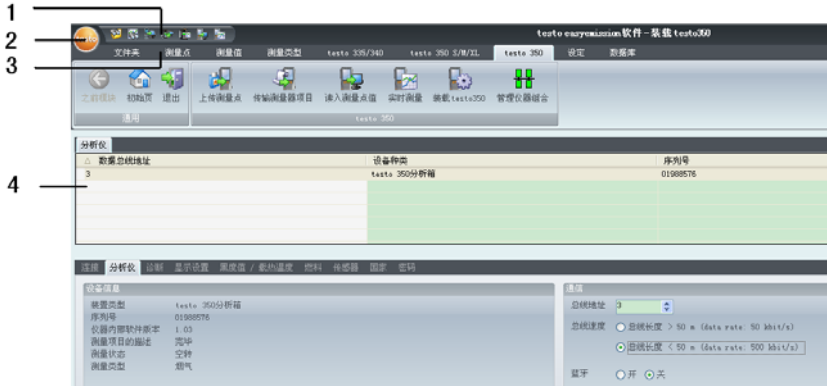 1
2
3
4
testo easyemission软件-装载testo350
文件夹 测量点 测量值 测量类型 testo 335/340 testo 350 S/M/XL testo 350 设定 数据库
之前模块 初始页 退出 上传测量点 传输测量器项目 读入测量点值 实时测量 装载testo350 管理仪器组合
通用 testo 350
分析仪
数据总线地址 设备种类 序列号
3 testo 350分析箱 01988576
连接 分析仪 诊断 显示设置 黑度值 / 载热温度 燃料 传感器 国家 密码
设备信息 通信
装置类型 testo 350分析箱
序列号 01988576
仪器内部软件版本 1.03
测量项目的描述 完毕
测量状态 空转
测量类型 烟气
总线地址 3
总线速度 总线长度 > 50 m (data rate: 50 kbit/s)
总线长度 < 50 m (data rate: 500 kbit/s)
蓝牙 开 关